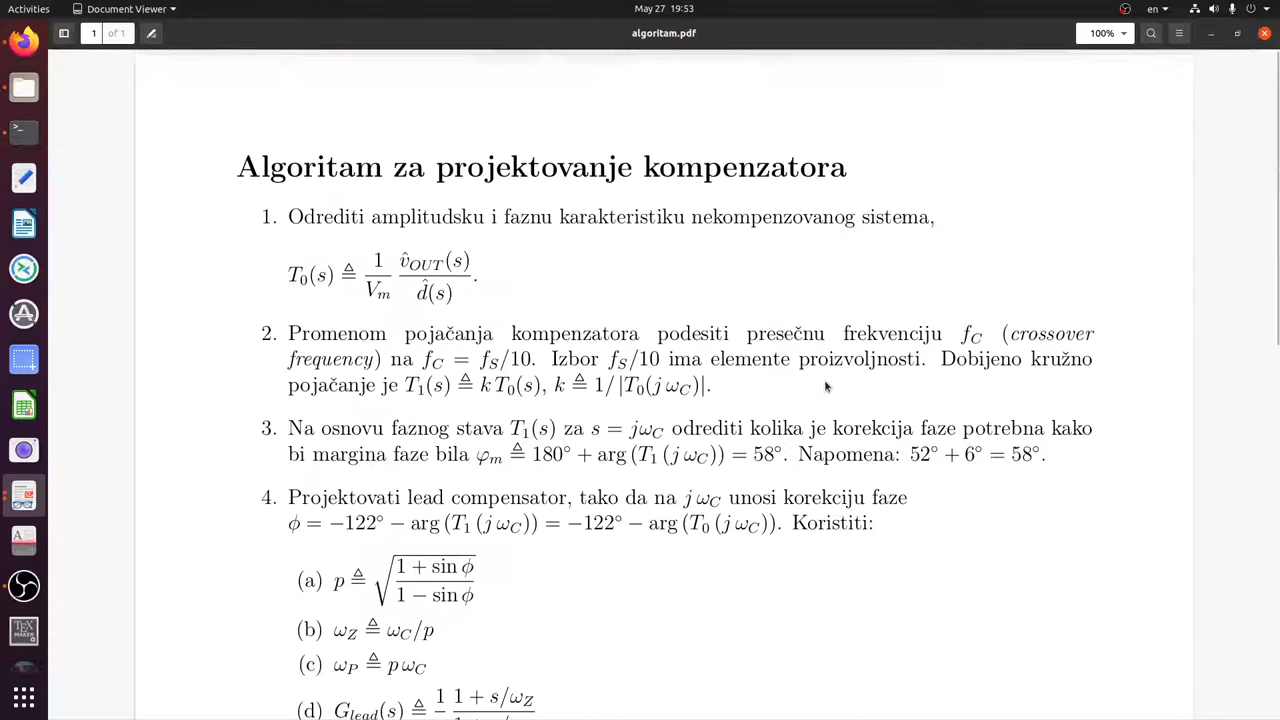 Activities Document Viewer May 27 19:53 en
1 of 1 algoritam.pdf 100%
Algoritam za projektovanje kompenzatora
1. Odrediti amplitudsku i faznu karakteristiku nekompenzovanog sistema,
T₀(s) ≜ 1/V_m v̂_OUT(s)/d̂(s).
2. Promenom pojačanja kompenzatora podesiti presečnu frekvenciju f_C (crossover
frequency) na f_C = f_S/10. Izbor f_S/10 ima elemente proizvoljnosti. Dobijeno kružno
pojačanje je T₁(s) ≜ k T₀(s), k ≜ 1/ |T₀(j ω_C)|.
3. Na osnovu faznog stava T₁(s) za s = jω_C odrediti kolika je korekcija faze potrebna kako
bi margina faze bila φ_m ≜ 180° + arg (T₁ (j ω_C)) = 58°. Napomena: 52° + 6° = 58°.
4. Projektovati lead compensator, tako da na j ω_C unosi korekciju faze
ϕ = −122° − arg (T₁ (j ω_C)) = −122° − arg (T₀ (j ω_C)). Koristiti:
(a) p ≜ √((1 + sin ϕ)/(1 − sin ϕ))
(b) ω_Z ≜ ω_C/p
(c) ω_P ≜ p ω_C
(d) G_lead(s) ≜ 1 1 + s/ω_Z